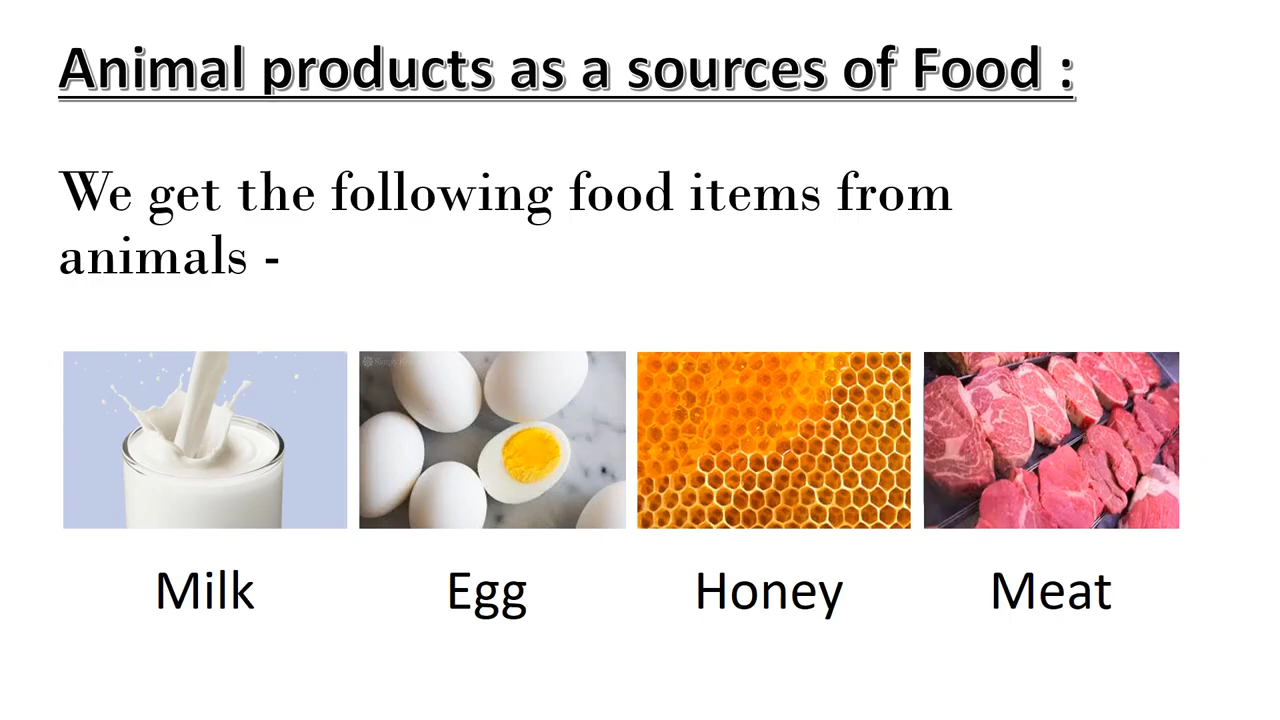 Animal products as a sources of Food :
We get the following food items from
animals -
Milk Egg Honey Meat